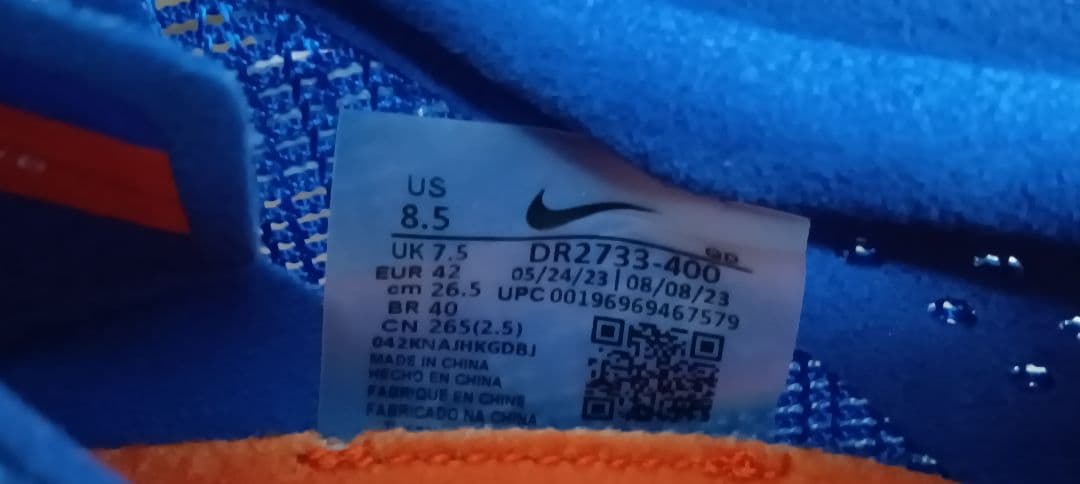 US
8.5
UK 7.5
EUR 42
cm 26.5
BR 40
CN 265(2.5)
042KNAJHKGDBJ
MADE IN CHINA
HECHO EN CHINA
FABRIQUE EN CHINE
FABRICADO NA CHINA
QD
DR2733-400
05/24/23 | 08/08/23
UPC 00196969467579